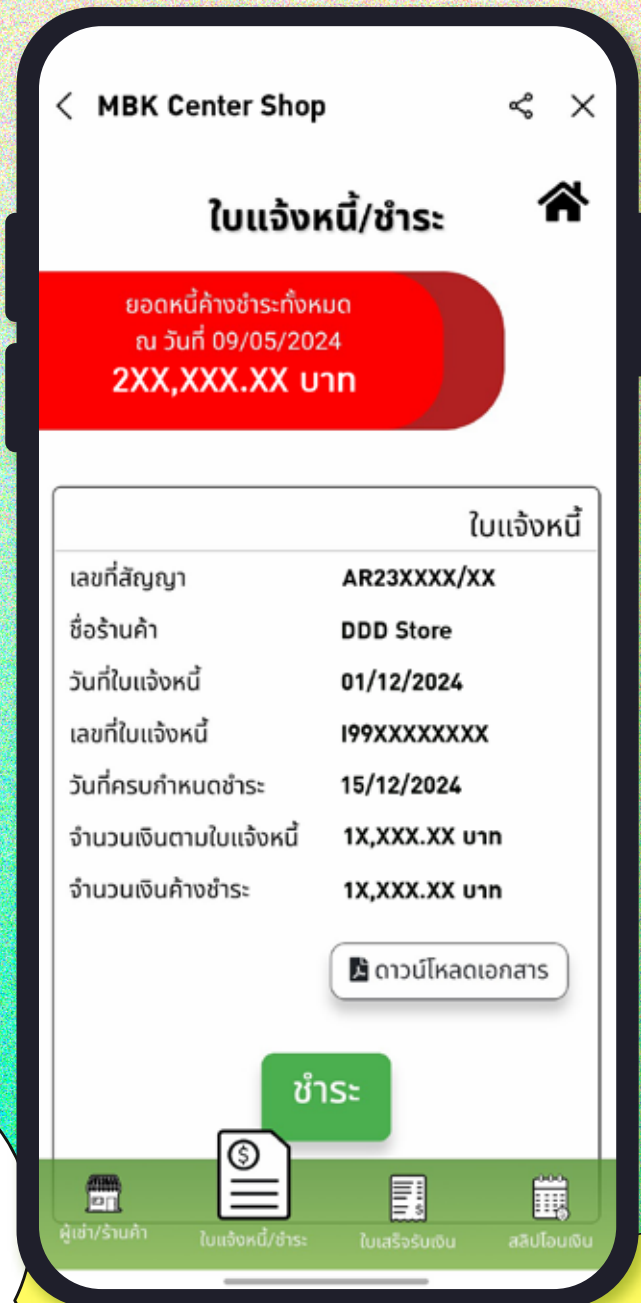 MBK Center Shop
ใบแจ้งหนี้/ชำระ
ยอดหนี้ค้างชำระทั้งหมด
ณ วันที่ 09/05/2024
2XX,XXX.XX บาท
ใบแจ้งหนี้
เลขที่สัญญา AR23XXXX/XX
ชื่อร้านค้า DDD Store
วันที่ใบแจ้งหนี้ 01/12/2024
เลขที่ใบแจ้งหนี้ I99XXXXXXXX
วันที่ครบกำหนดชำระ 15/12/2024
จำนวนเงินตามใบแจ้งหนี้ 1X,XXX.XX บาท
จำนวนเงินค้างชำระ 1X,XXX.XX บาท
ดาวน์โหลดเอกสาร
ชำระ
ผู้เช่า/ร้านค้า ใบแจ้งหนี้/ชำระ ใบเสร็จรับเงิน สลิปโอนเงิน